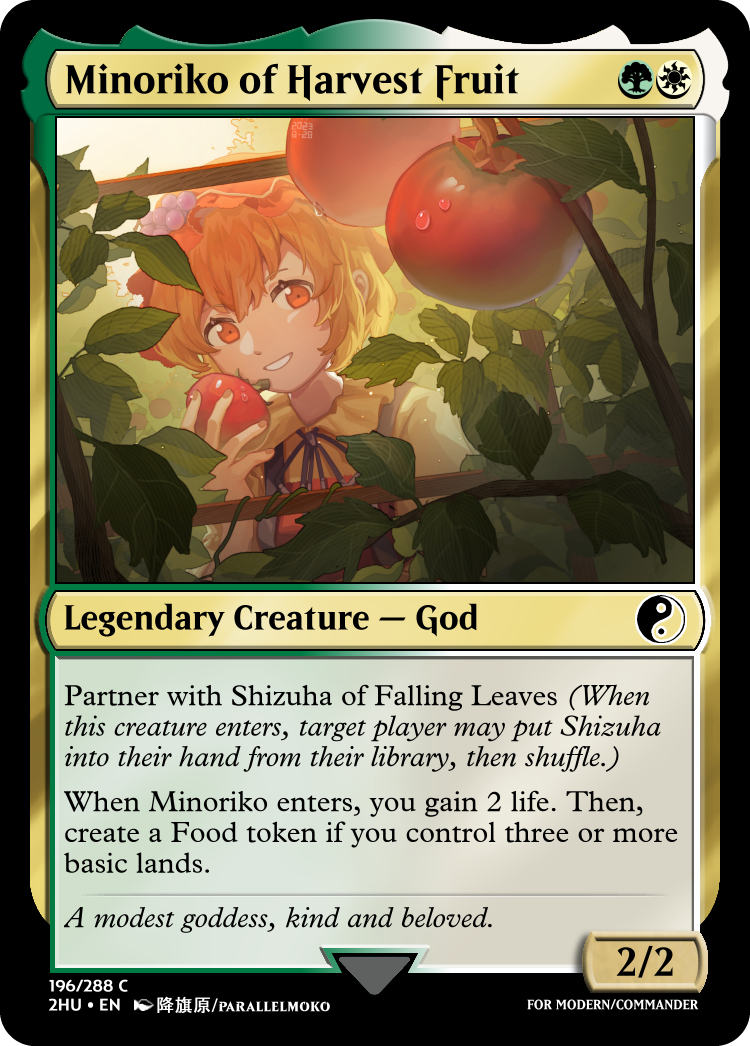 Minoriko of Harvest Fruit
2023
8-28
Legendary Creature — God
Partner with Shizuha of Falling Leaves (When
this creature enters, target player may put Shizuha
into their hand from their library, then shuffle.)
When Minoriko enters, you gain 2 life. Then,
create a Food token if you control three or more
basic lands.
A modest goddess, kind and beloved.
2/2
196/288 C
2HU • EN 降旗原/PARALLELMOKO
FOR MODERN/COMMANDER